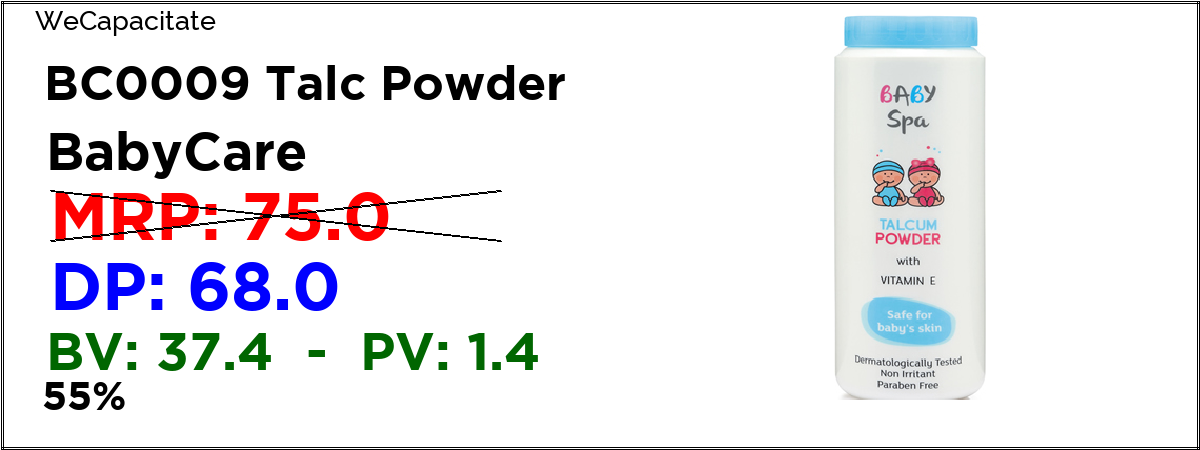 WeCapacitate
BC0009 Talc Powder
BabyCare
MRP: 75.0
DP: 68.0
BV: 37.4 - PV: 1.4
55%
BABY
Spa
TALCUM
POWDER
with
VITAMIN E
Safe for
baby's skin
Dermatologically Tested
Non Irritant
Paraben Free